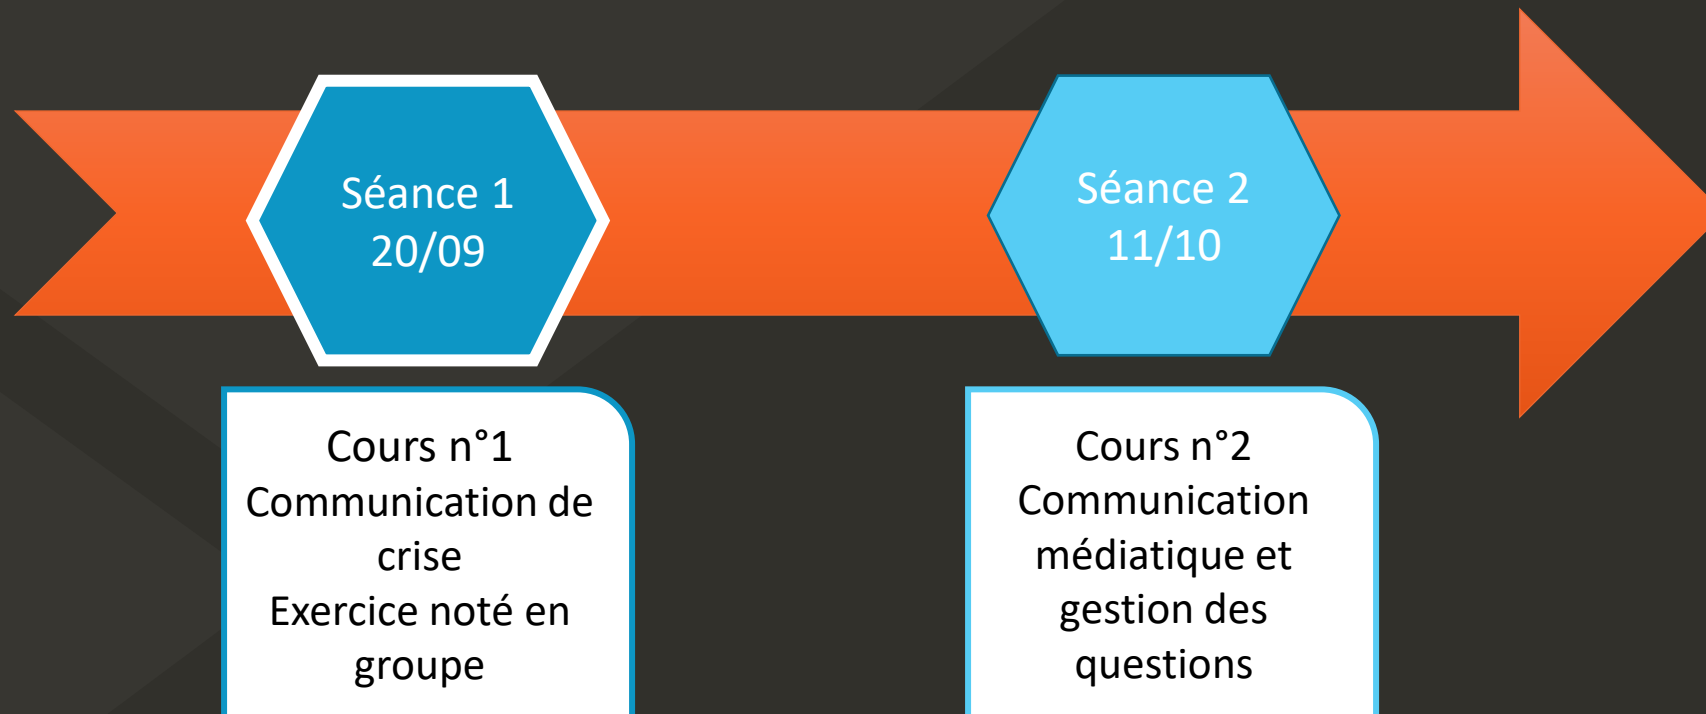 Séance 1
20/09
Séance 2
11/10
Cours n°1
Communication de
crise
Exercice noté en
groupe
Cours n°2
Communication
médiatique et
gestion des
questions